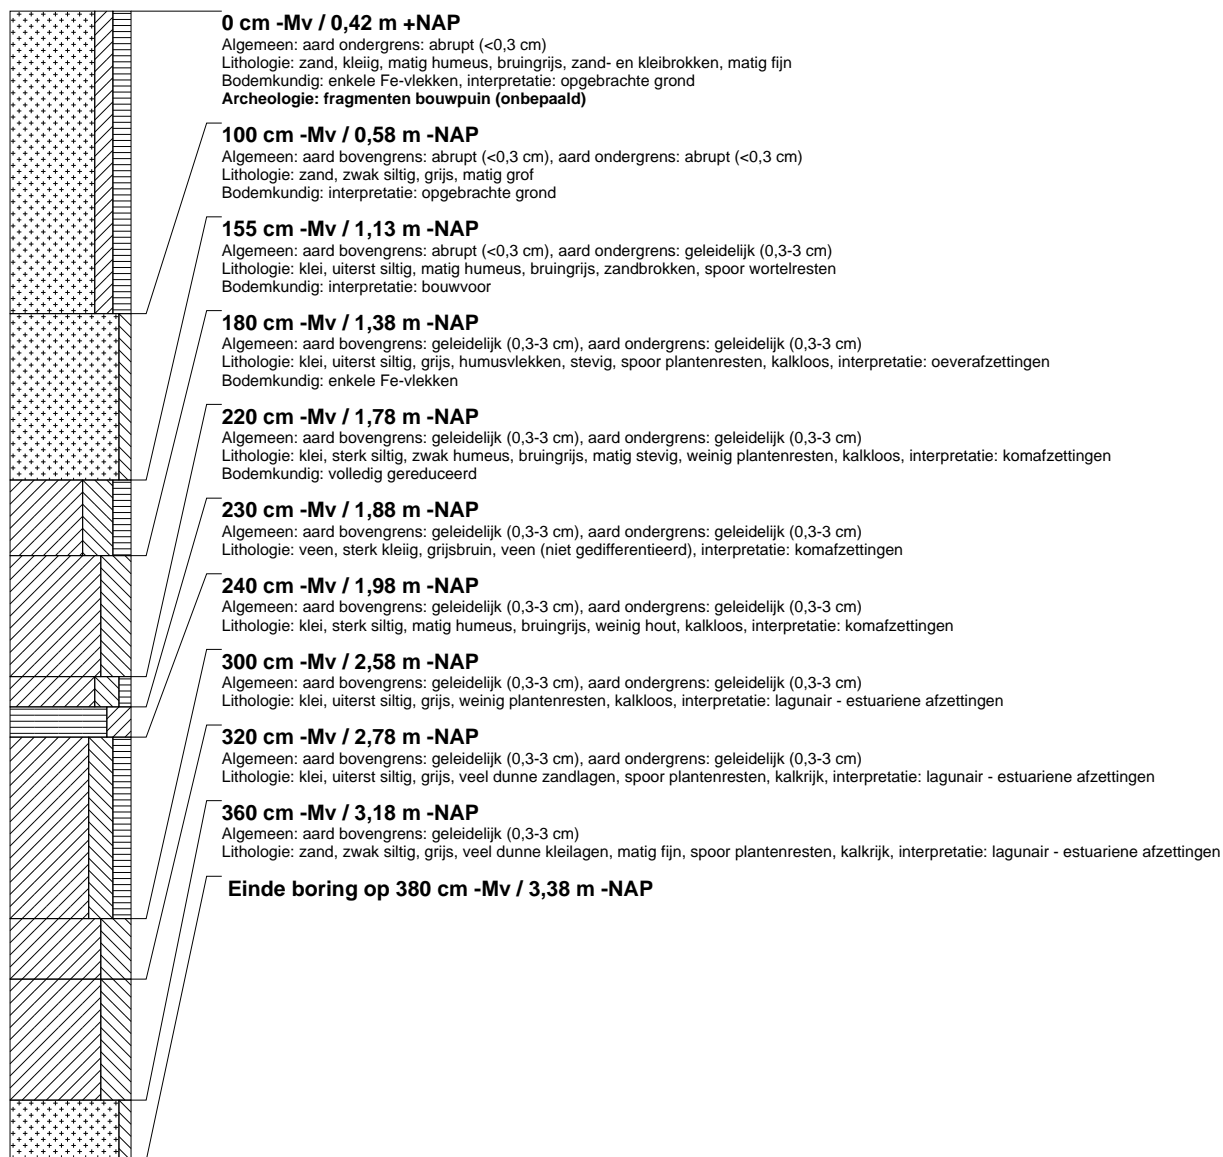 0 cm -Mv / 0,42 m +NAP
Algemeen: aard ondergrens: abrupt (<0,3 cm)
Lithologie: zand, kleiig, matig humeus, bruingrijs, zand- en kleibrokken, matig fijn
Bodemkundig: enkele Fe-vlekken, interpretatie: opgebrachte grond
Archeologie: fragmenten bouwpuin (onbepaald)
100 cm -Mv / 0,58 m -NAP
Algemeen: aard bovengrens: abrupt (<0,3 cm), aard ondergrens: abrupt (<0,3 cm)
Lithologie: zand, zwak siltig, grijs, matig grof
Bodemkundig: interpretatie: opgebrachte grond
155 cm -Mv / 1,13 m -NAP
Algemeen: aard bovengrens: abrupt (<0,3 cm), aard ondergrens: geleidelijk (0,3-3 cm)
Lithologie: klei, uiterst siltig, matig humeus, bruingrijs, zandbrokken, spoor wortelresten
Bodemkundig: interpretatie: bouwvoor
180 cm -Mv / 1,38 m -NAP
Algemeen: aard bovengrens: geleidelijk (0,3-3 cm), aard ondergrens: geleidelijk (0,3-3 cm)
Lithologie: klei, uiterst siltig, grijs, humusvlekken, stevig, spoor plantenresten, kalkloos, interpretatie: oeverafzettingen
Bodemkundig: enkele Fe-vlekken
220 cm -Mv / 1,78 m -NAP
Algemeen: aard bovengrens: geleidelijk (0,3-3 cm), aard ondergrens: geleidelijk (0,3-3 cm)
Lithologie: klei, sterk siltig, zwak humeus, bruingrijs, matig stevig, weinig plantenresten, kalkloos, interpretatie: komafzettingen
Bodemkundig: volledig gereduceerd
230 cm -Mv / 1,88 m -NAP
Algemeen: aard bovengrens: geleidelijk (0,3-3 cm), aard ondergrens: geleidelijk (0,3-3 cm)
Lithologie: veen, sterk kleiig, grijsbruin, veen (niet gedifferentieerd), interpretatie: komafzettingen
240 cm -Mv / 1,98 m -NAP
Algemeen: aard bovengrens: geleidelijk (0,3-3 cm), aard ondergrens: geleidelijk (0,3-3 cm)
Lithologie: klei, sterk siltig, matig humeus, bruingrijs, weinig hout, kalkloos, interpretatie: komafzettingen
300 cm -Mv / 2,58 m -NAP
Algemeen: aard bovengrens: geleidelijk (0,3-3 cm), aard ondergrens: geleidelijk (0,3-3 cm)
Lithologie: klei, uiterst siltig, grijs, weinig plantenresten, kalkloos, interpretatie: lagunair - estuariene afzettingen
320 cm -Mv / 2,78 m -NAP
Algemeen: aard bovengrens: geleidelijk (0,3-3 cm), aard ondergrens: geleidelijk (0,3-3 cm)
Lithologie: klei, uiterst siltig, grijs, veel dunne zandlagen, spoor plantenresten, kalkrijk, interpretatie: lagunair - estuariene afzettingen
360 cm -Mv / 3,18 m -NAP
Algemeen: aard bovengrens: geleidelijk (0,3-3 cm)
Lithologie: zand, zwak siltig, grijs, veel dunne kleilagen, matig fijn, spoor plantenresten, kalkrijk, interpretatie: lagunair - estuariene afzettingen
Einde boring op 380 cm -Mv / 3,38 m -NAP